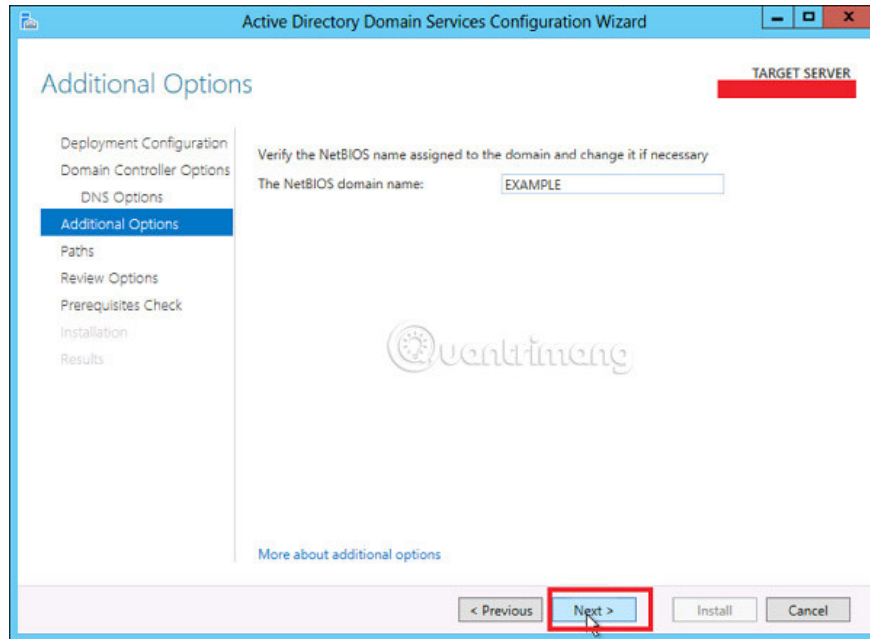 Active Directory Domain Services Configuration Wizard
Additional Options
TARGET SERVER
Deployment Configuration
Domain Controller Options
DNS Options
Additional Options
Paths
Review Options
Prerequisites Check
Installation
Results
Verify the NetBIOS name assigned to the domain and change it if necessary
The NetBIOS domain name: EXAMPLE
Quantrimang
More about additional options
< Previous Next > Install Cancel